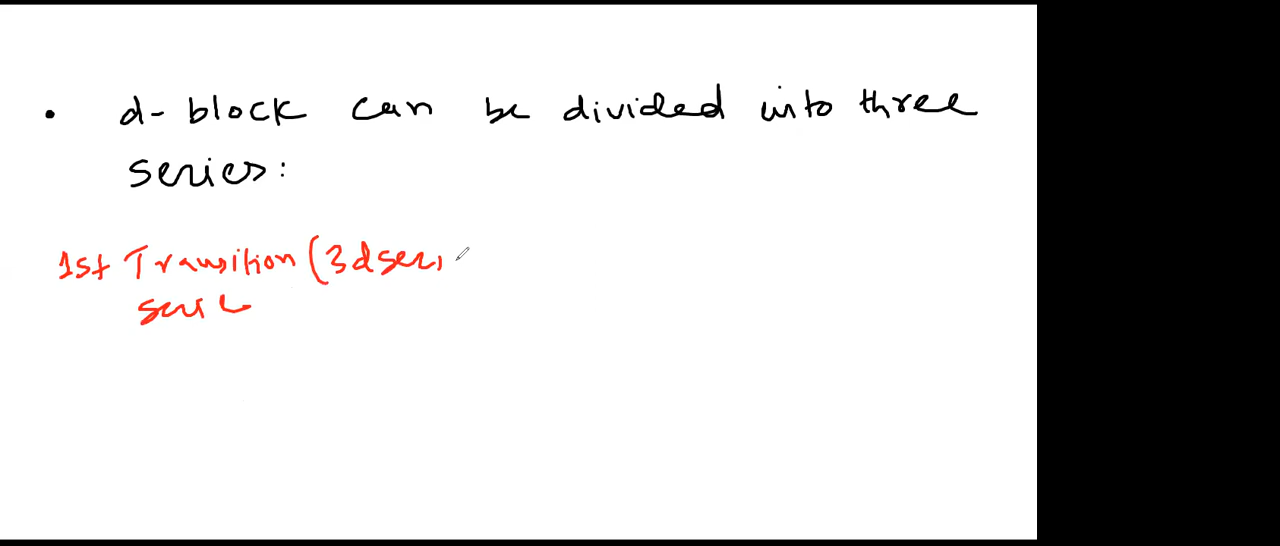 • d-block can be divided into three
series:
1st Transition (3d seri
serie